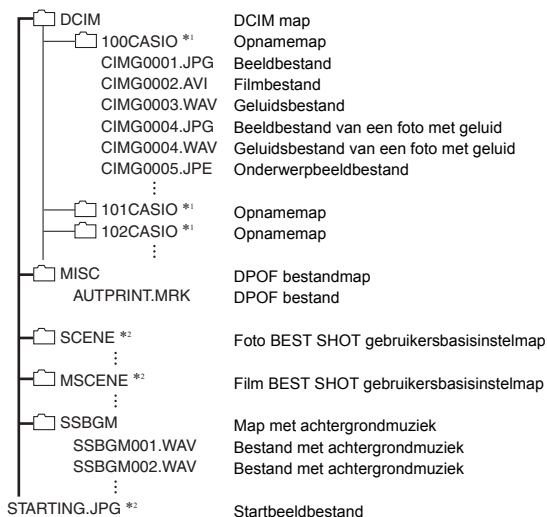 DCIM DCIM map
100CASIO *1 Opnamemap
CIMG0001.JPG Beeldbestand
CIMG0002.AVI Filmbestand
CIMG0003.WAV Geluidsbestand
CIMG0004.JPG Beeldbestand van een foto met geluid
CIMG0004.WAV Geluidsbestand van een foto met geluid
CIMG0005.JPE Onderwerpbeeldbestand
101CASIO *1 Opnamemap
102CASIO *1 Opnamemap
MISC DPOF bestandmap
AUTPRINT.MRK DPOF bestand
SCENE *2 Foto BEST SHOT gebruikersbasisinstelmap
MSCENE *2 Film BEST SHOT gebruikersbasisinstelmap
SSBGM Map met achtergrondmuziek
SSBGM001.WAV Bestand met achtergrondmuziek
SSBGM002.WAV Bestand met achtergrondmuziek
STARTING.JPG *2 Startbeeldbestand